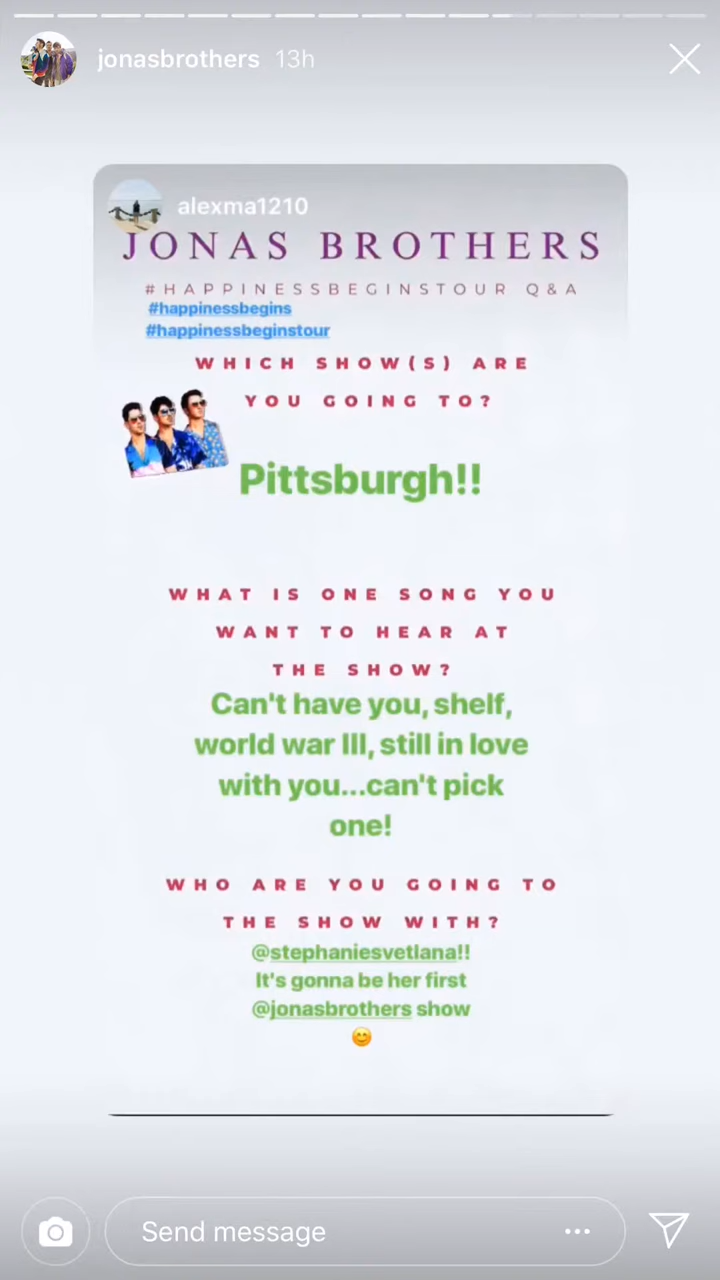 jonasbrothers 13h
alexma1210
JONAS BROTHERS
#HAPPINESSBEGINSTOUR Q&A
#happinessbegins
#happinessbeginstour
WHICH SHOW(S) ARE
YOU GOING TO?
Pittsburgh!!
WHAT IS ONE SONG YOU
WANT TO HEAR AT
THE SHOW?
Can't have you, shelf,
world war III, still in love
with you...can't pick
one!
WHO ARE YOU GOING TO
THE SHOW WITH?
@stephaniesvetlana!!
It's gonna be her first
@jonasbrothers show
😊
Send message